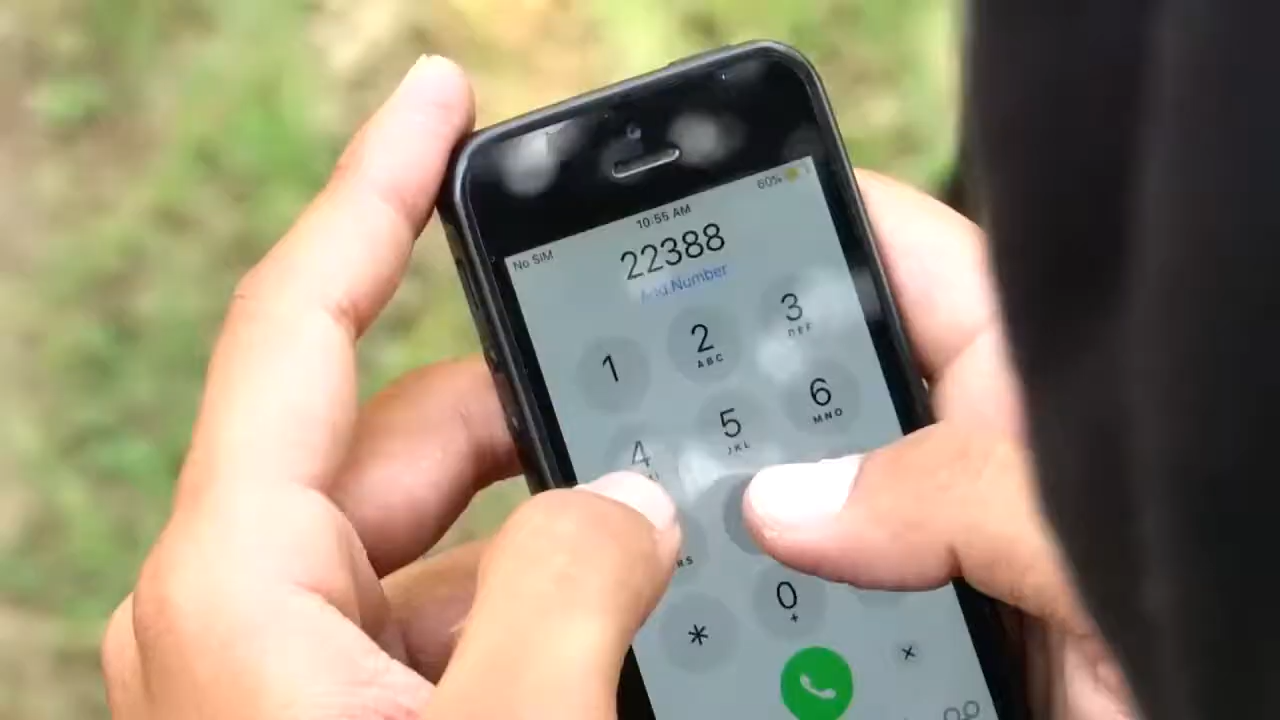 60%
10:55 AM
No SIM
22388
Add Number
1
2
ABC
3
DEF
4
5
JKL
6
MNO
RS
*
0
+
×